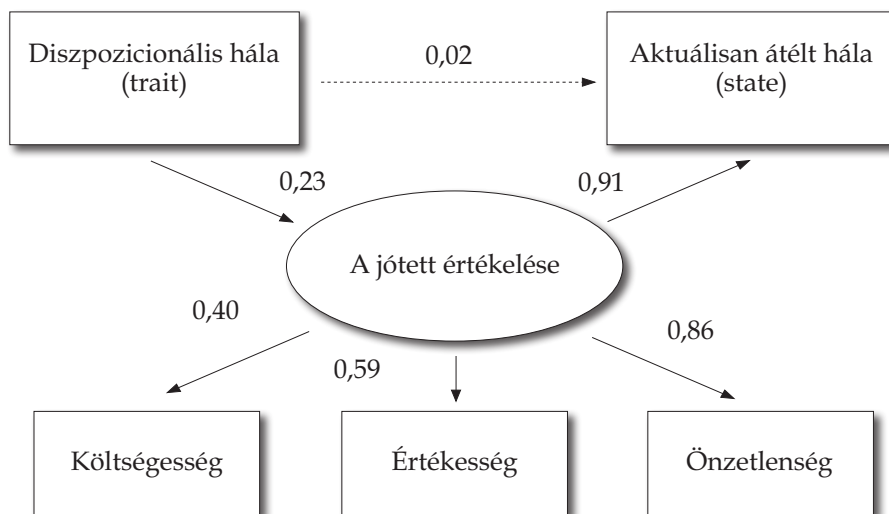 Diszpozicionális hála
(trait)
0,02
Aktuálisan átélt hála
(state)
0,23
0,91
A jótett értékelése
0,40
0,59
0,86
Költségesség
Értékesség
Önzetlenség